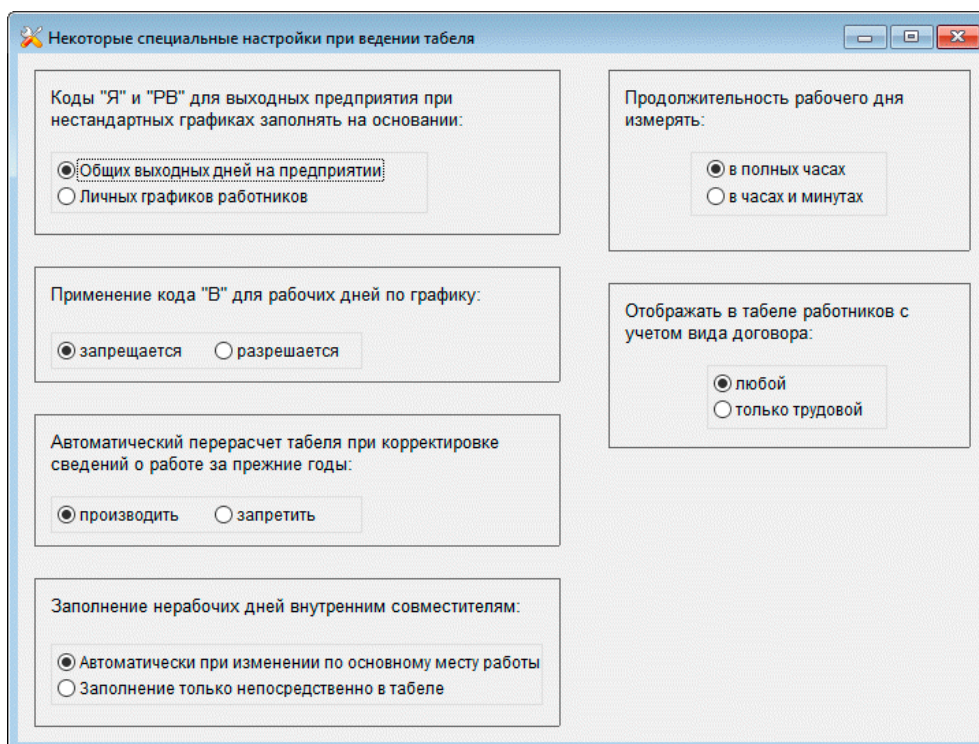 Некоторые специальные настройки при ведении табеля
Коды "Я" и "РВ" для выходных предприятия при
нестандартных графиках заполнять на основании:
Общих выходных дней на предприятии
Личных графиков работников
Применение кода "В" для рабочих дней по графику:
запрещается
разрешается
Автоматический перерасчет табеля при корректировке
сведений о работе за прежние годы:
производить
запретить
Заполнение нерабочих дней внутренним совместителям:
Автоматически при изменении по основному месту работы
Заполнение только непосредственно в табеле
Продолжительность рабочего дня
измерять:
в полных часах
в часах и минутах
Отображать в табеле работников с
учетом вида договора:
любой
только трудовой